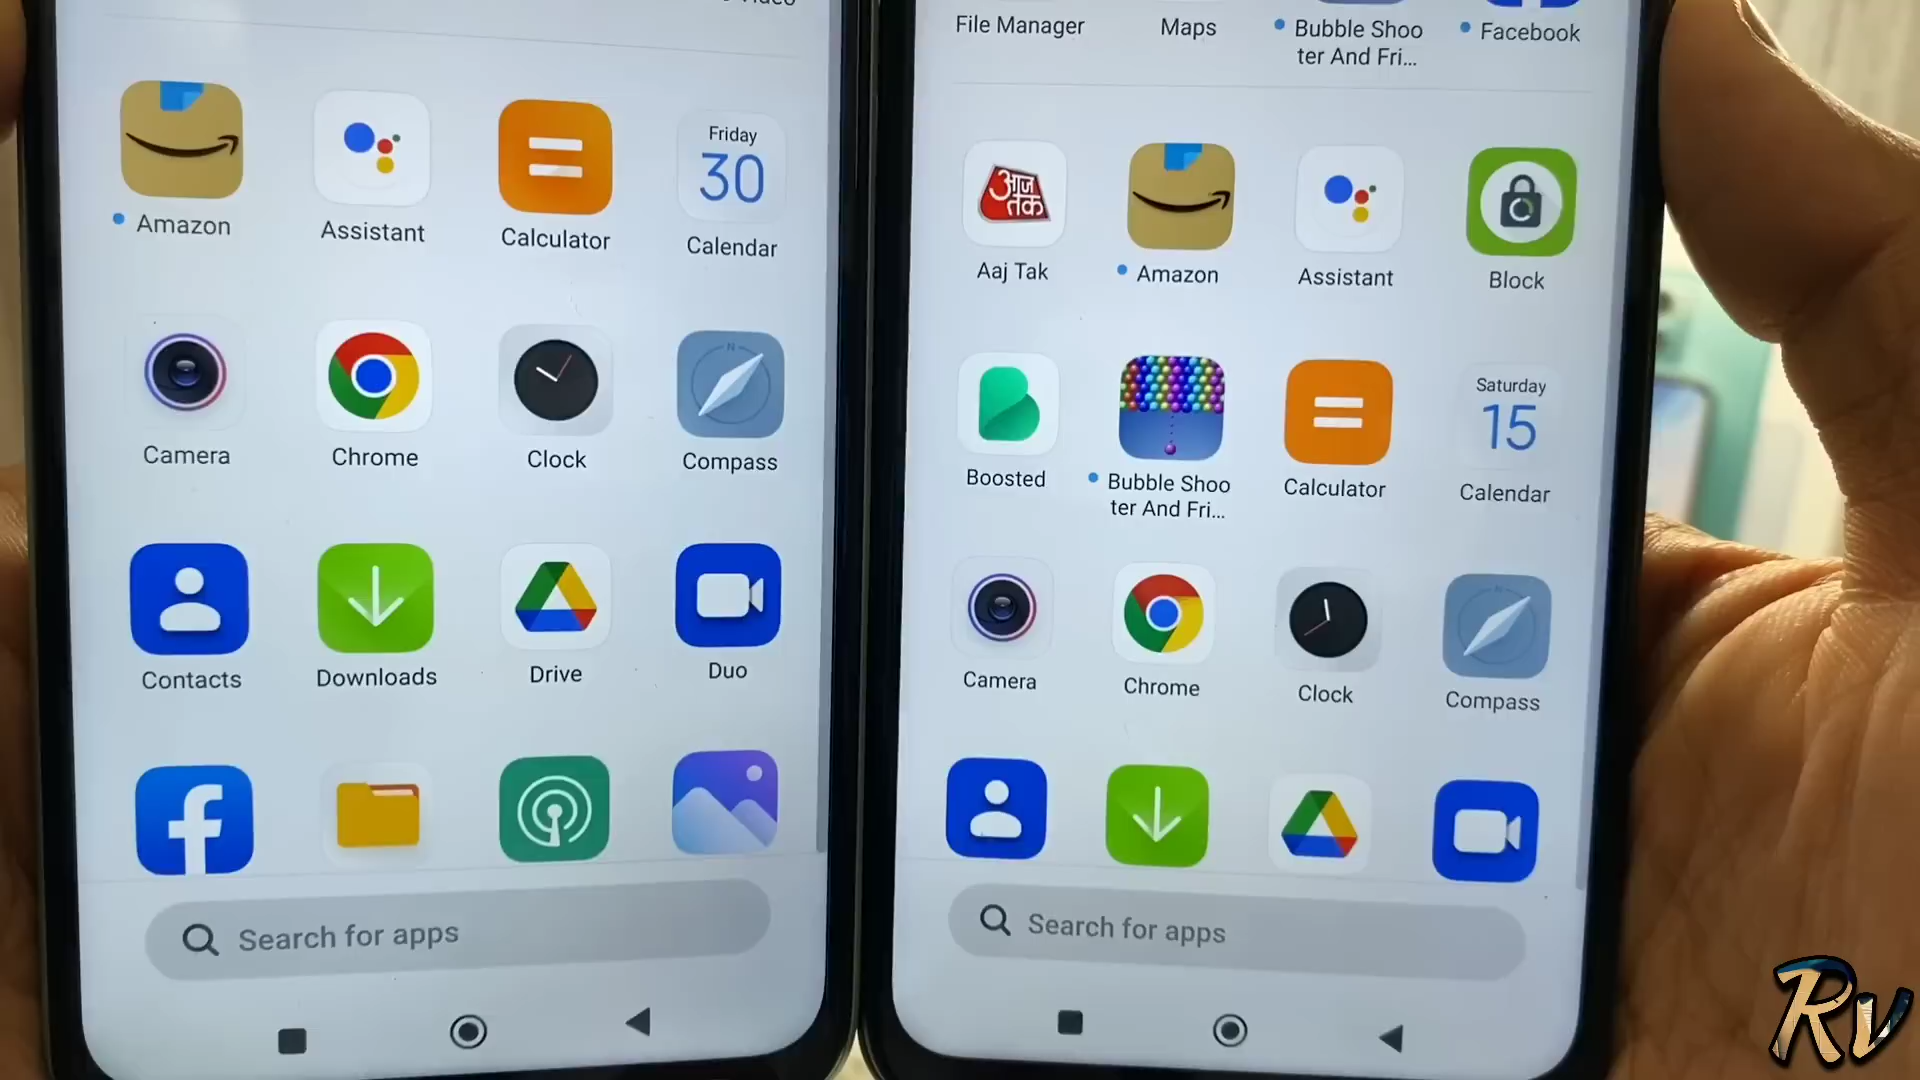 Video
Friday
30
Amazon
Assistant
Calculator
Calendar
Camera
N
Chrome
Clock
Compass
Contacts
Downloads
Drive
Duo
Search for apps
File Manager
Maps
Bubble Shoo
ter And Fri...
Facebook
आज
तक
Aaj Tak
Amazon
Assistant
Block
Saturday
15
Boosted
Bubble Shoo
ter And Fri...
Calculator
Calendar
Camera
Chrome
Clock
Compass
Search for apps
Rv